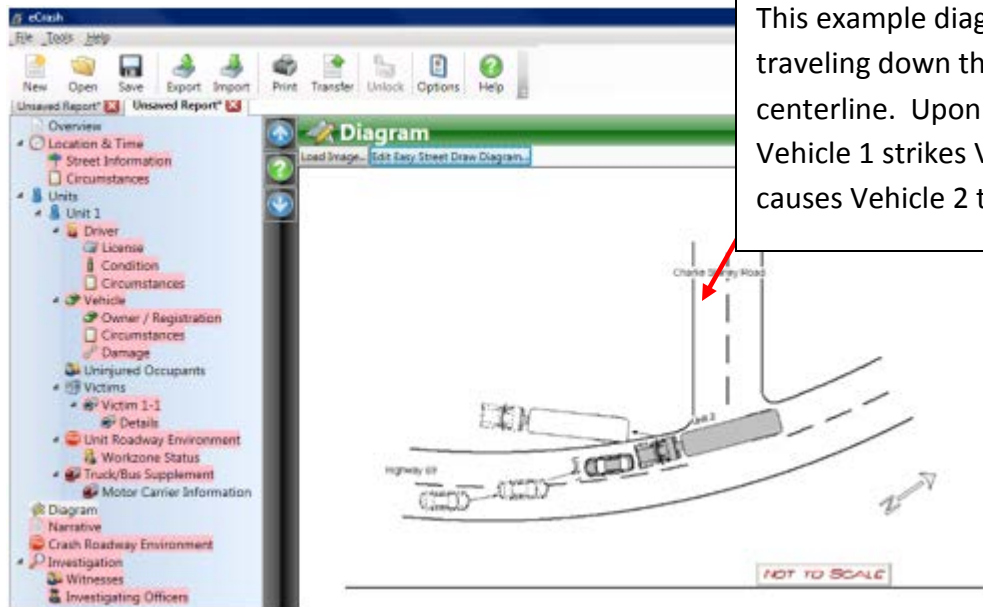 eCrash
File Tools Help
New Open Save Export Import Print Transfer Unlock Options Help
Unsaved Report* Unsaved Report*
Overview
Location & Time
Street Information
Circumstances
Units
Unit 1
Driver
License
Condition
Circumstances
Vehicle
Owner / Registration
Circumstances
Damage
Uninjured Occupants
Victims
Victim 1-1
Details
Unit Roadway Environment
Workzone Status
Truck/Bus Supplement
Motor Carrier Information
Diagram
Narrative
Crash Roadway Environment
Investigation
Witnesses
Investigating Officers
Diagram
Load Image... Edit Easy Street Draw Diagram...
This example diag
traveling down th
centerline. Upon
Vehicle 1 strikes V
causes Vehicle 2 t
Road
Unit 2
Highway 69
N
NOT TO SCALE